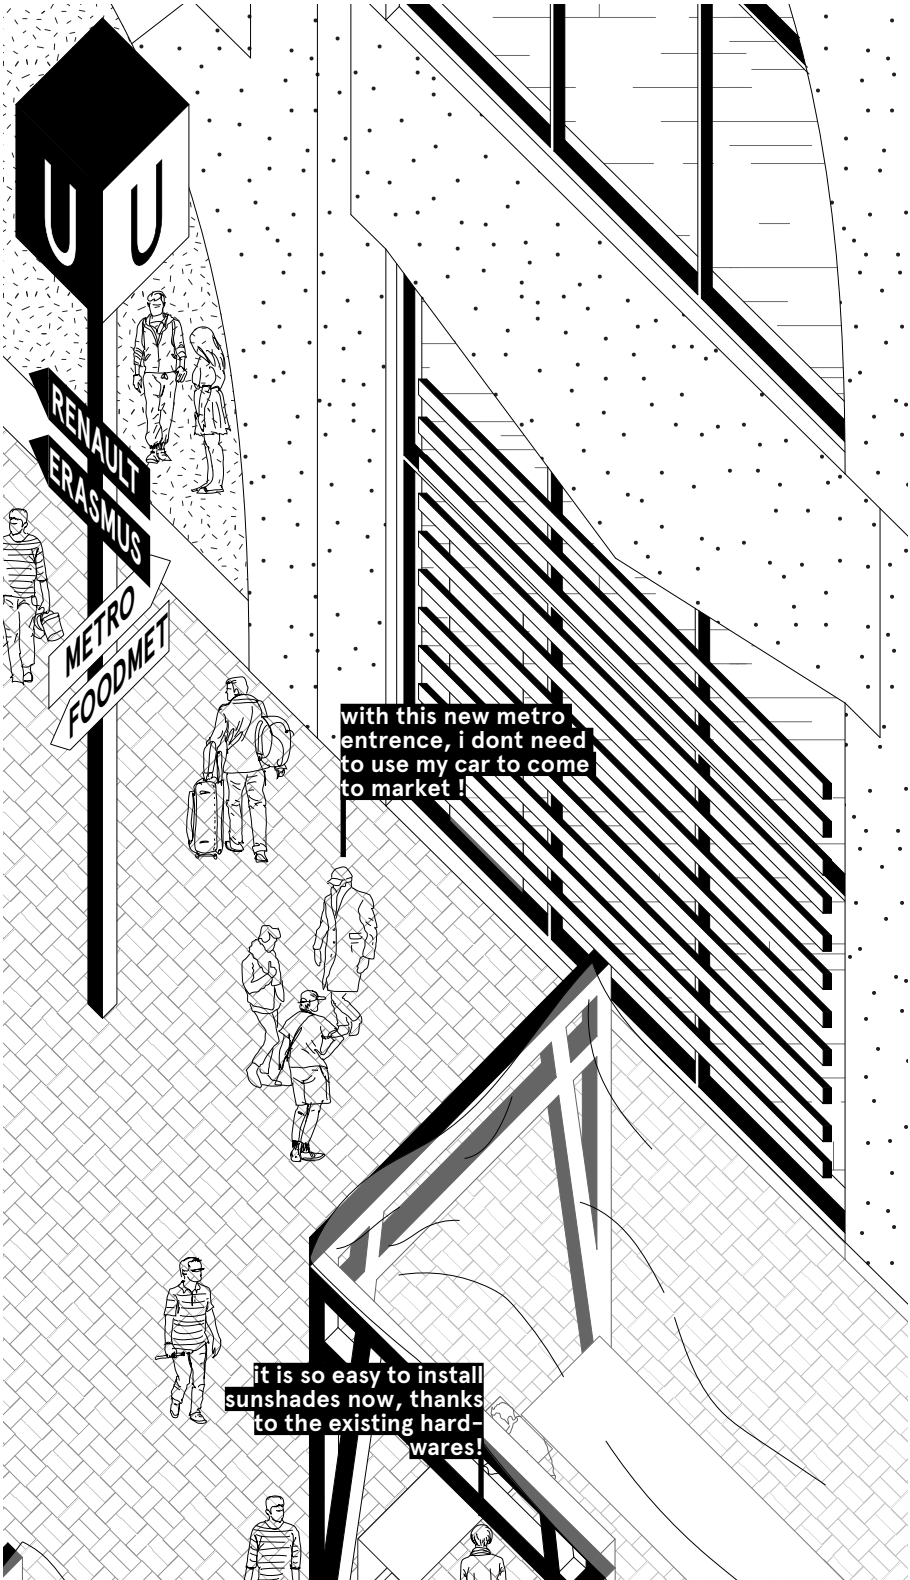 U U
RENAULT
ERASMUS
METRO
FOODMET
with this new metro
entrence, i dont need
to use my car to come
to market !
it is so easy to install
sunshades now, thanks
to the existing hard-
wares!